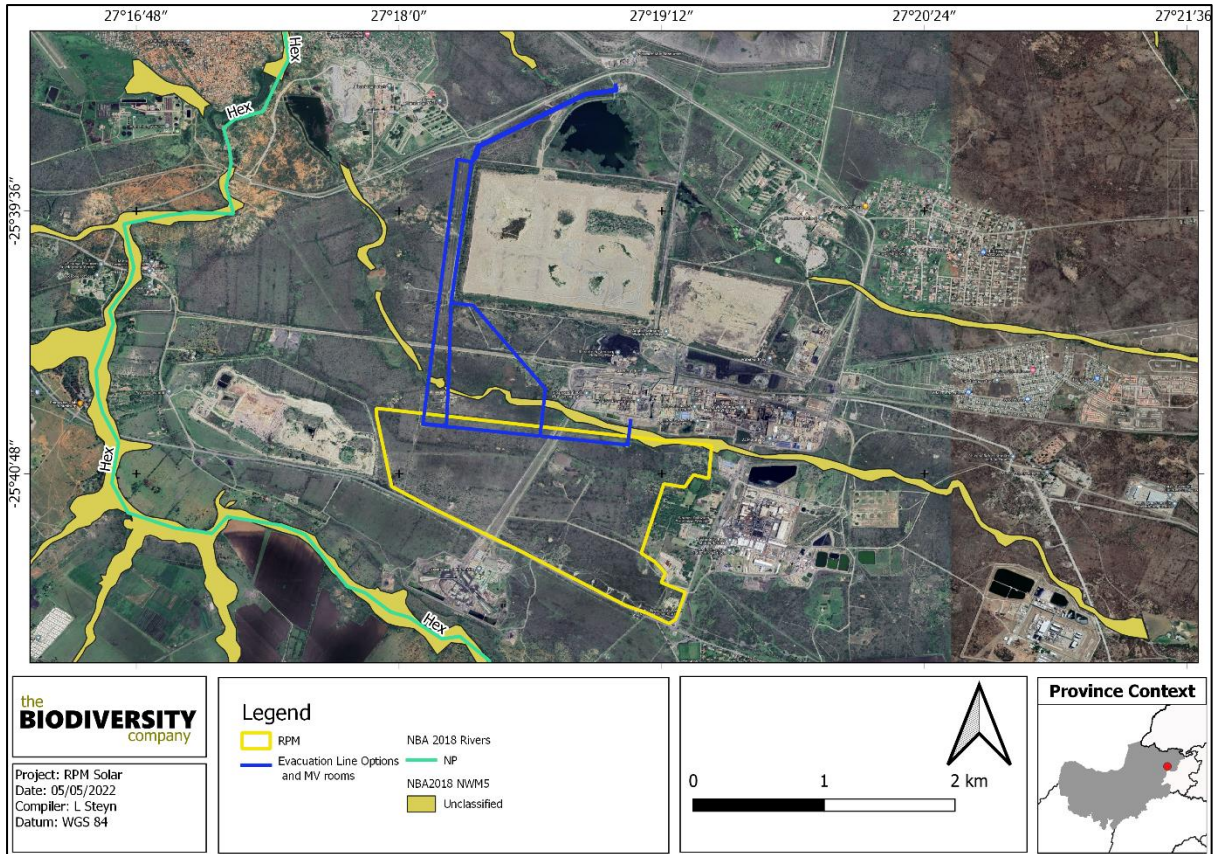 27°16′48″
27°18′0″
27°19′12″
27°20′24″
27°21′36″
-25°39′36″
-25°40′48″
Hex
Hex
Hex
Hex
the
BIODIVERSITY
company
Project: RPM Solar
Date: 05/05/2022
Compiler: L Steyn
Datum: WGS 84
Legend
RPM
Evacuation Line Options
and MV rooms
NBA 2018 Rivers
NP
NBA2018 NWM5
Unclassified
0
1
2 km
Province Context